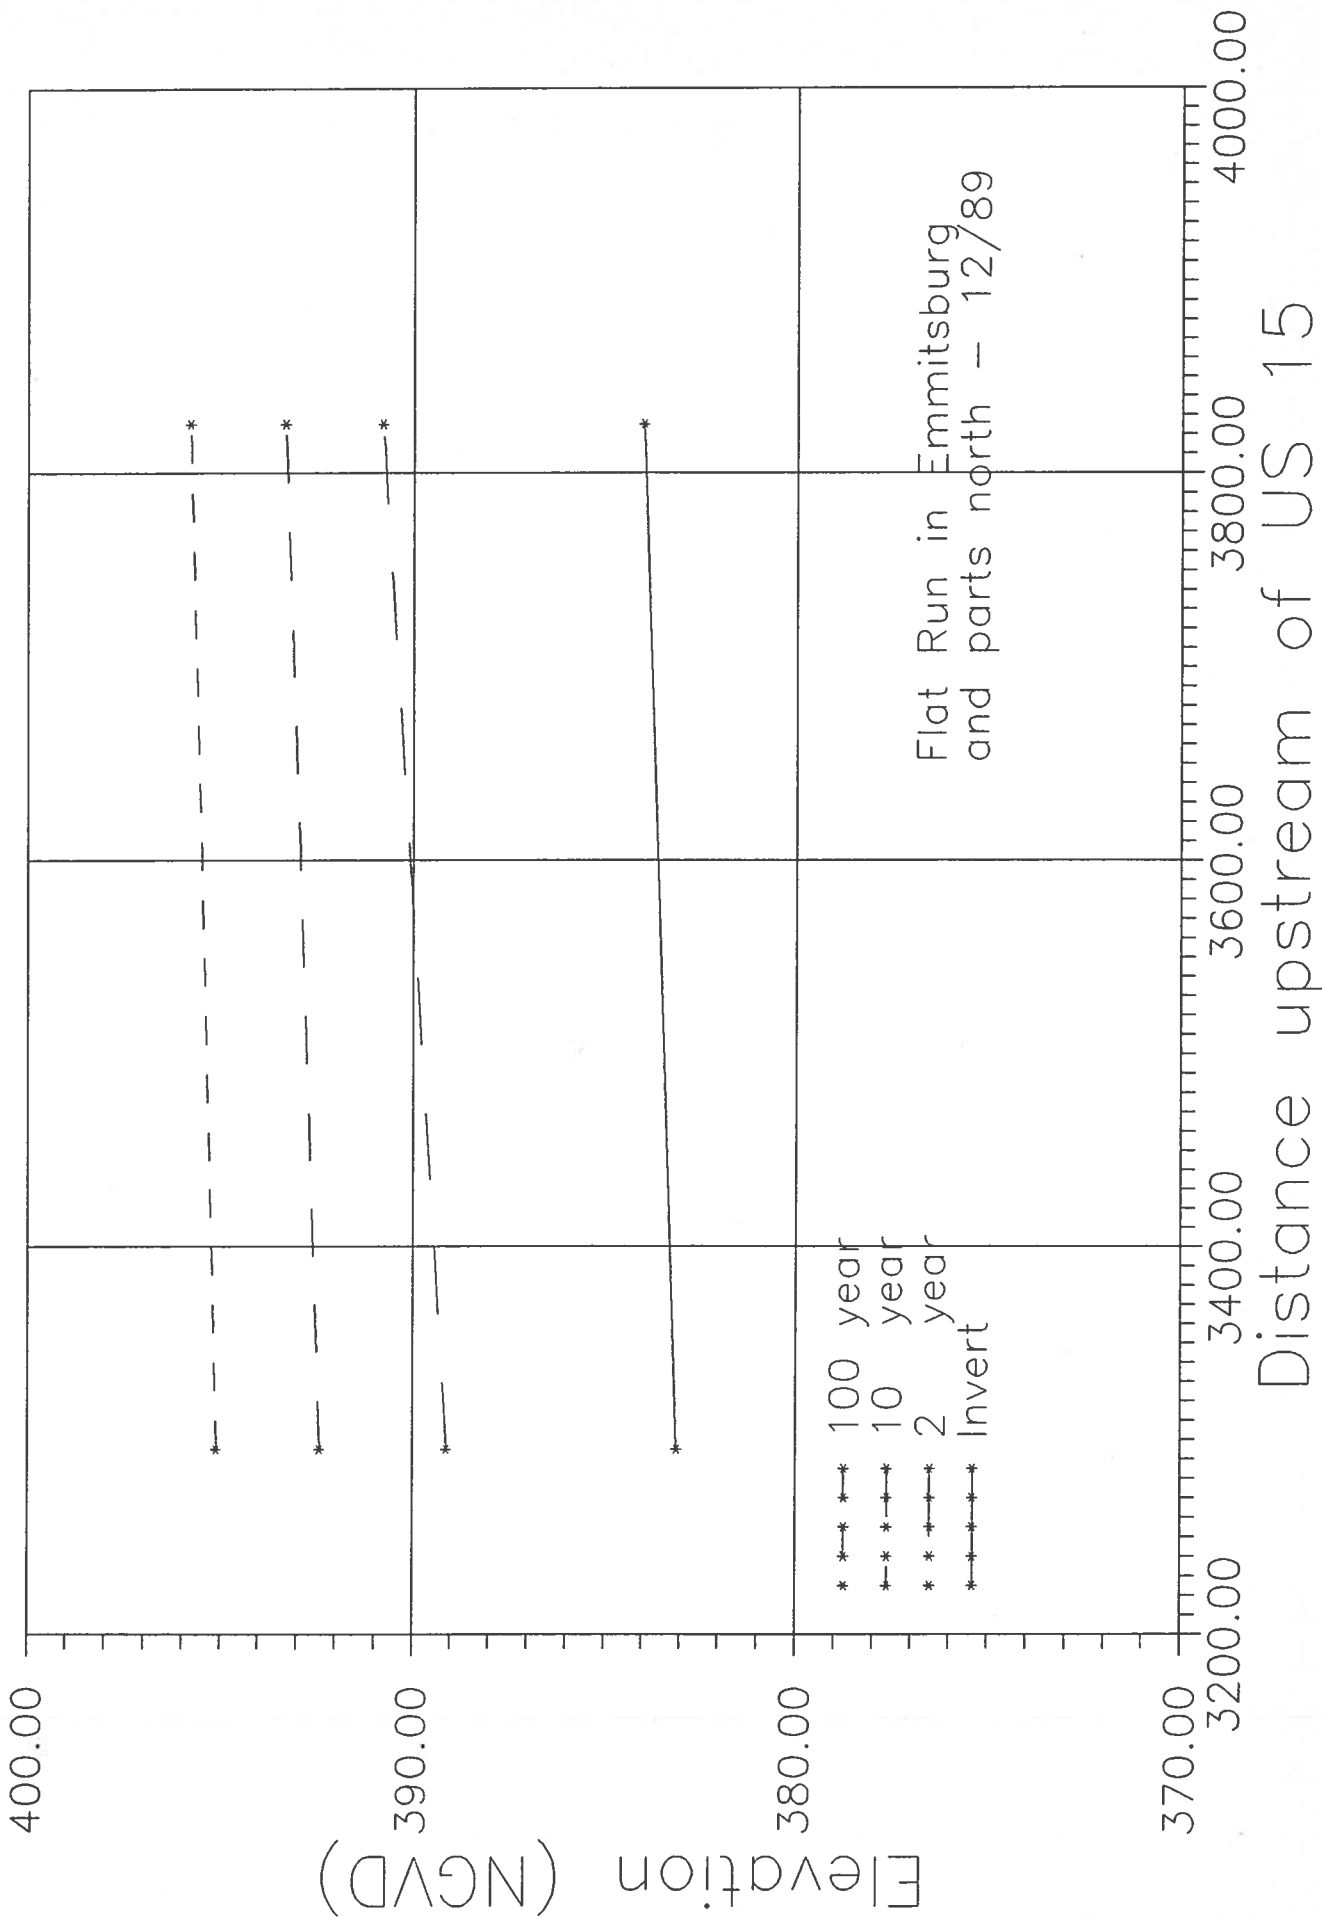 Elevation (NGVD)
400.00
390.00
380.00
370.00
100 year
10 year
2 year
Invert
Flat Run in Emmitsburg
and parts north - 12/89
3200.00
3400.00
3600.00
3800.00
4000.00
Distance upstream of US 15